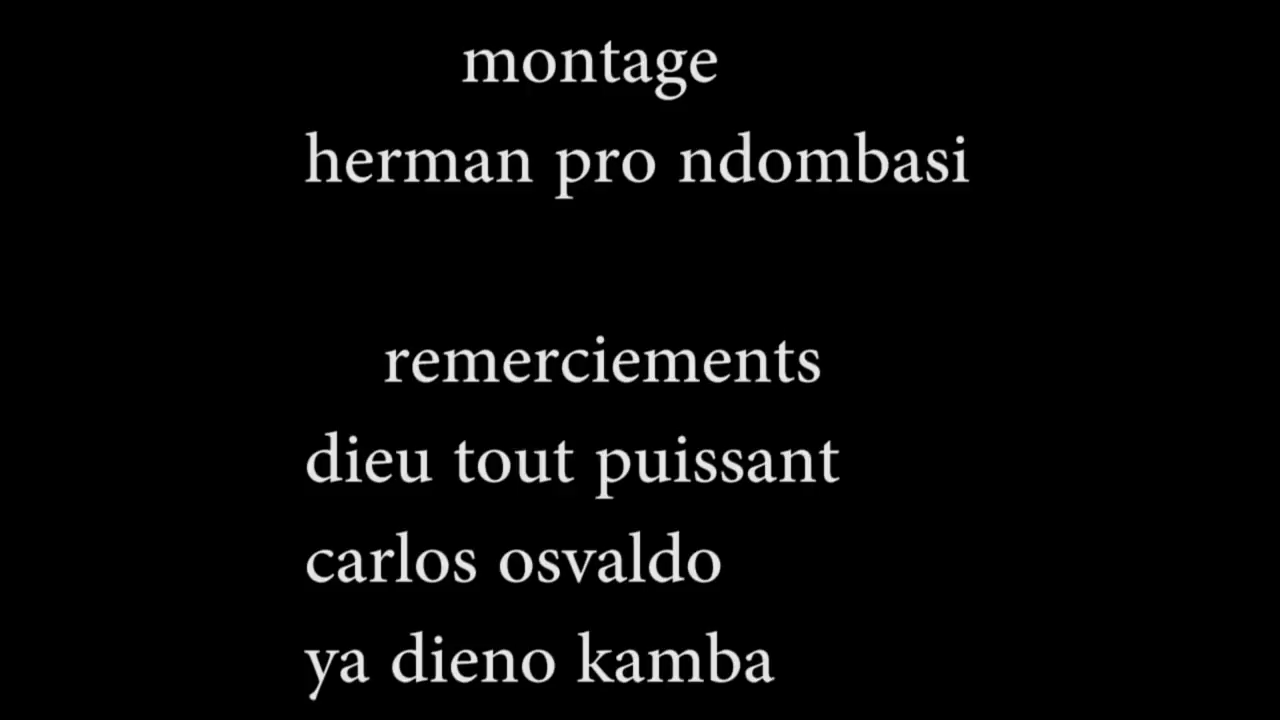 montage
herman pro ndombasi
remerciements
dieu tout puissant
carlos osvaldo
ya dieno kamba